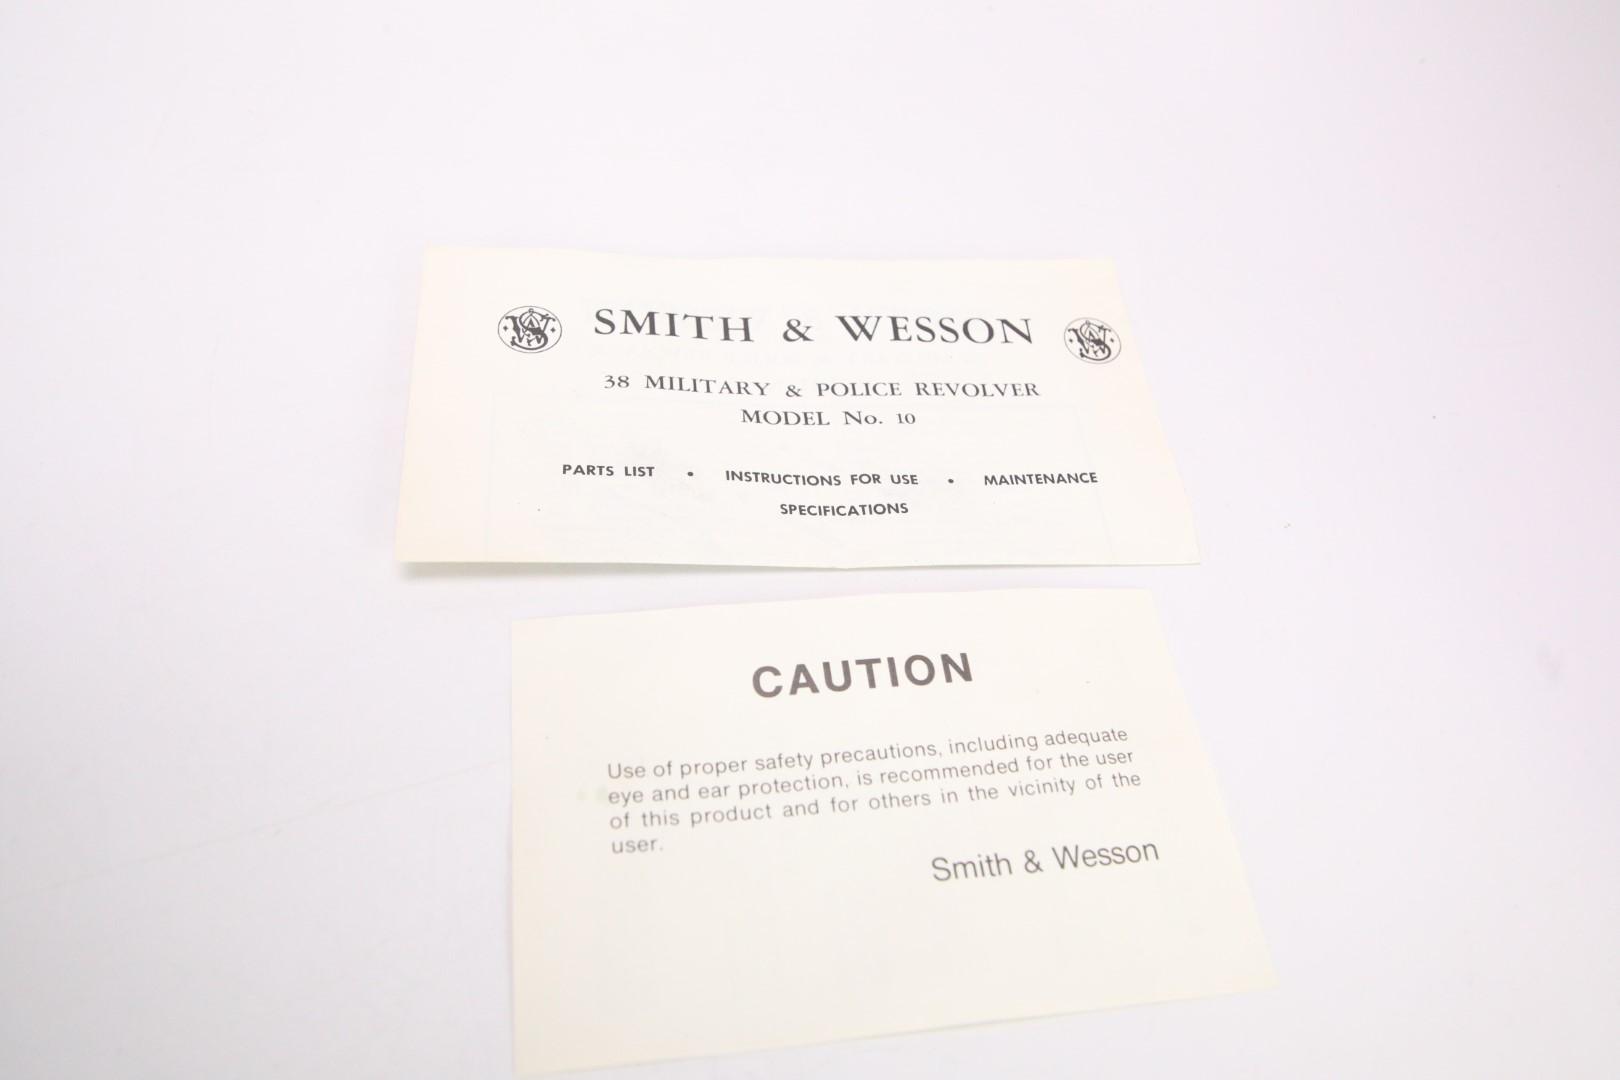 SMITH & WESSON
38 MILITARY & POLICE REVOLVER
MODEL No. 10
PARTS LIST • INSTRUCTIONS FOR USE • MAINTENANCE
SPECIFICATIONS
CAUTION
Use of proper safety precautions, including adequate
eye and ear protection, is recommended for the user
of this product and for others in the vicinity of the
user.
Smith & Wesson